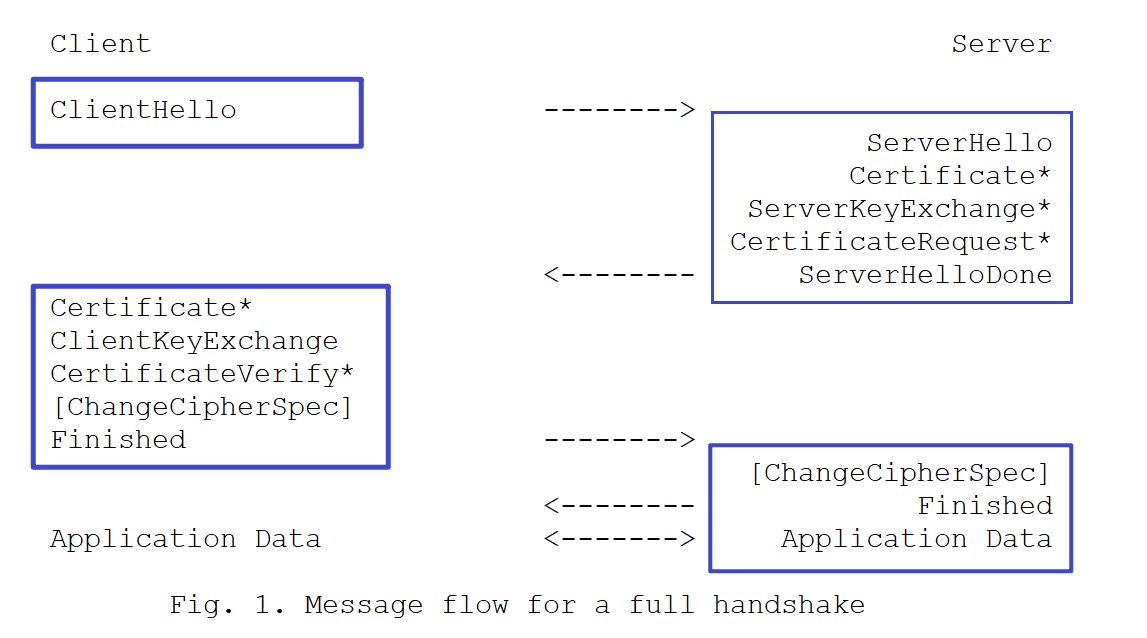 Client Server
ClientHello -------->
ServerHello
Certificate*
ServerKeyExchange*
CertificateRequest*
<-------- ServerHelloDone
Certificate*
ClientKeyExchange
CertificateVerify*
[ChangeCipherSpec]
Finished -------->
[ChangeCipherSpec]
<-------- Finished
Application Data <-------> Application Data
Fig. 1. Message flow for a full handshake